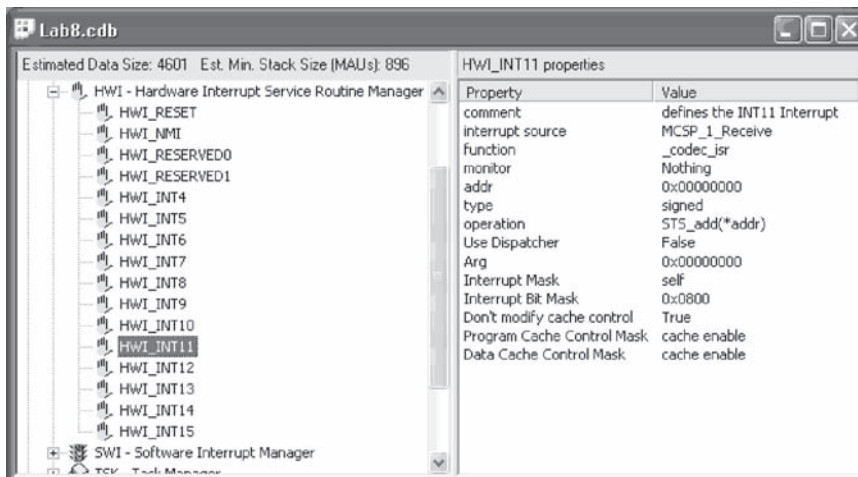 Lab8.cdb
Estimated Data Size: 4601 Est. Min. Stack Size (MAUs): 896
HWI - Hardware Interrupt Service Routine Manager
HWI_RESET
HWI_NMI
HWI_RESERVED0
HWI_RESERVED1
HWI_INT4
HWI_INT5
HWI_INT6
HWI_INT7
HWI_INT8
HWI_INT9
HWI_INT10
HWI_INT11
HWI_INT12
HWI_INT13
HWI_INT14
HWI_INT15
SWI - Software Interrupt Manager
TSK - Task Manager
HWI_INT11 properties
Property Value
comment defines the INT11 Interrupt
interrupt source MCSP_1_Receive
function _codec_isr
monitor Nothing
addr 0x00000000
type signed
operation STS_add(*addr)
Use Dispatcher False
Arg 0x00000000
Interrupt Mask self
Interrupt Bit Mask 0x0800
Don't modify cache control True
Program Cache Control Mask cache enable
Data Cache Control Mask cache enable